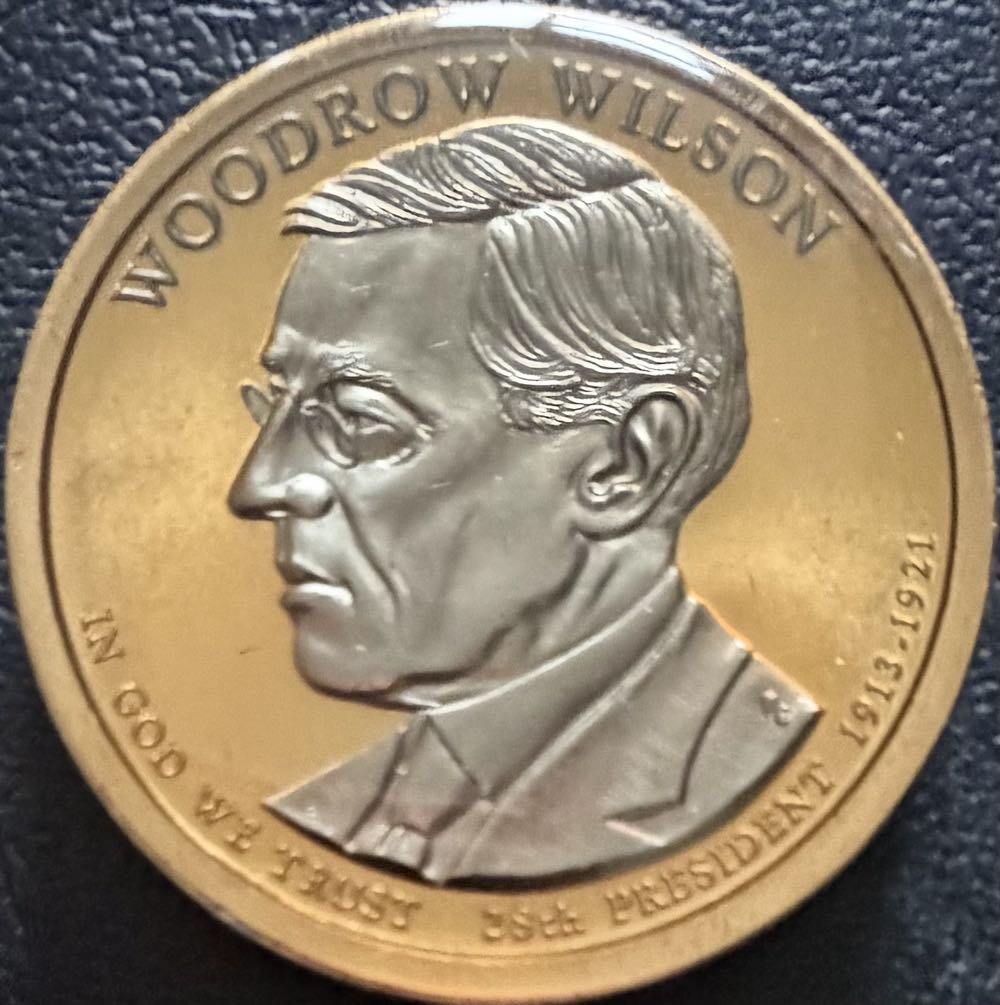 WOODROW WILSON
IN GOD WE TRUST 28th PRESIDENT 1913-1921